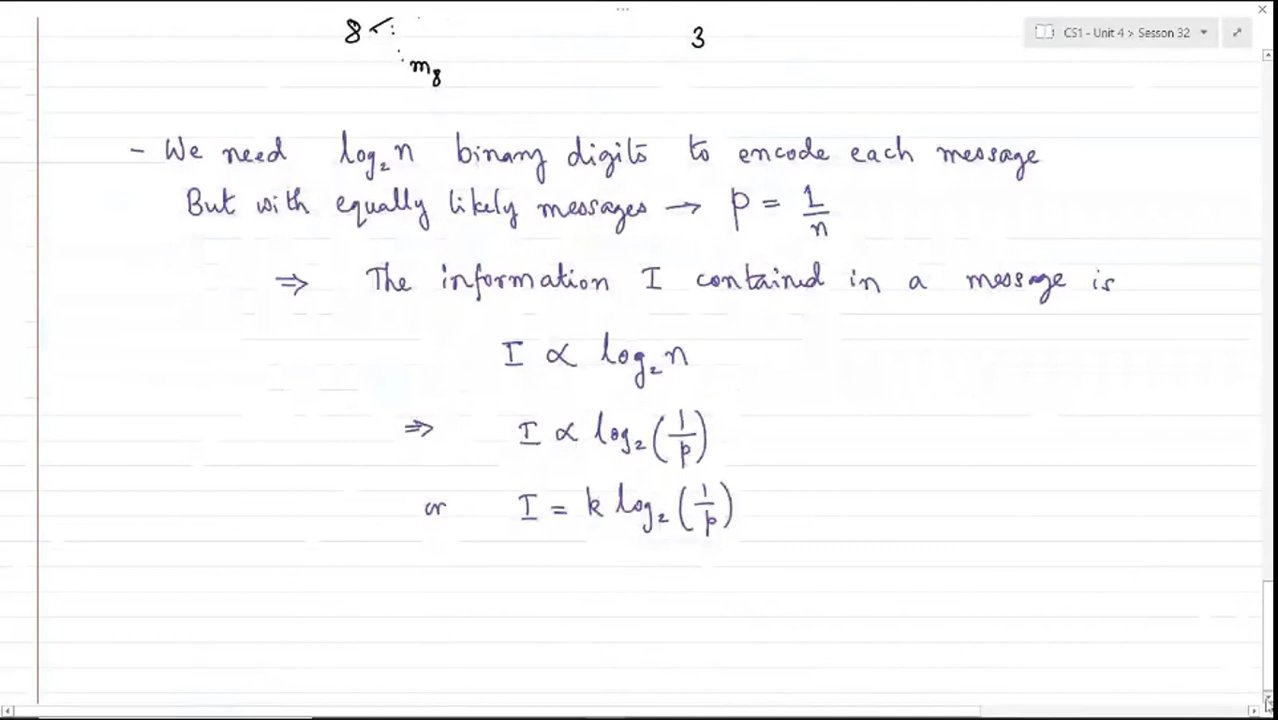 8 < :
3
CS1 - Unit 4 > Sesson 32
m₈
- We need log₂n binary digits to encode each message
But with equally likely messages → p = 1/n
⇒ The information I contained in a message is
I ∝ log₂n
⇒ I ∝ log₂(1/p)
or I = k log₂(1/p)